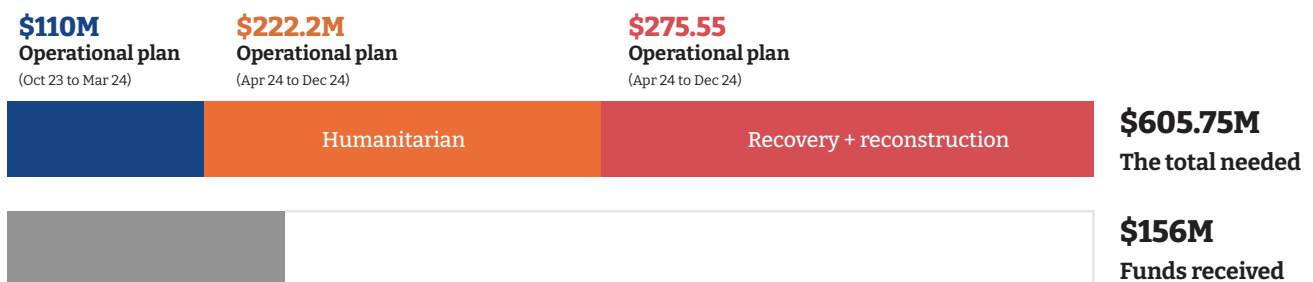 $110M
Operational plan
(Oct 23 to Mar 24)
$222.2M
Operational plan
(Apr 24 to Dec 24)
$275.55
Operational plan
(Apr 24 to Dec 24)
Humanitarian
Recovery + reconstruction
$605.75M
The total needed
$156M
Funds received